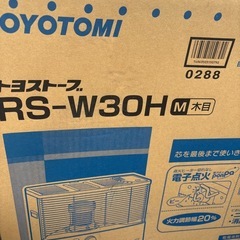 OYOTOMI
0288
トヨストーブ
RS-W30H M 木目
芯を最後まで使いき
電子点火
火力調節幅20%